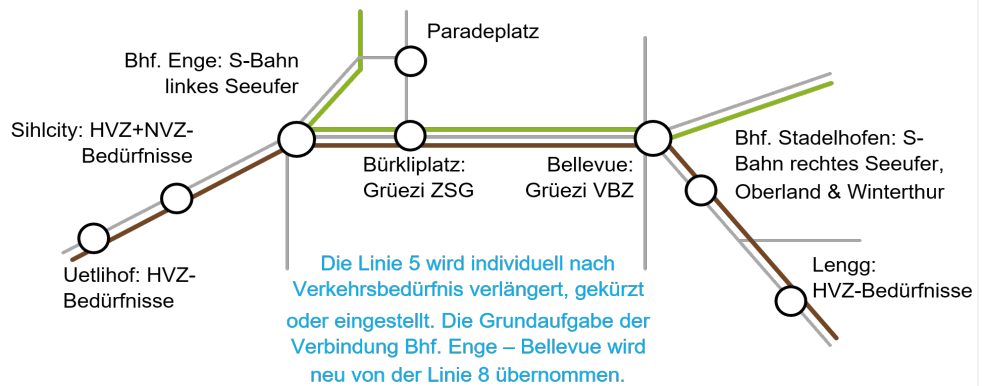 Paradeplatz
Bhf. Enge: S-Bahn
linkes Seeufer
Sihlcity: HVZ+NVZ-
Bedürfnisse
Bürkliplatz:
Grüezi ZSG
Bellevue:
Grüezi VBZ
Bhf. Stadelhofen: S-
Bahn rechtes Seeufer,
Oberland & Winterthur
Uetlihof: HVZ-
Bedürfnisse
Lengg:
HVZ-Bedürfnisse
Die Linie 5 wird individuell nach
Verkehrsbedürfnis verlängert, gekürzt
oder eingestellt. Die Grundaufgabe der
Verbindung Bhf. Enge – Bellevue wird
neu von der Linie 8 übernommen.